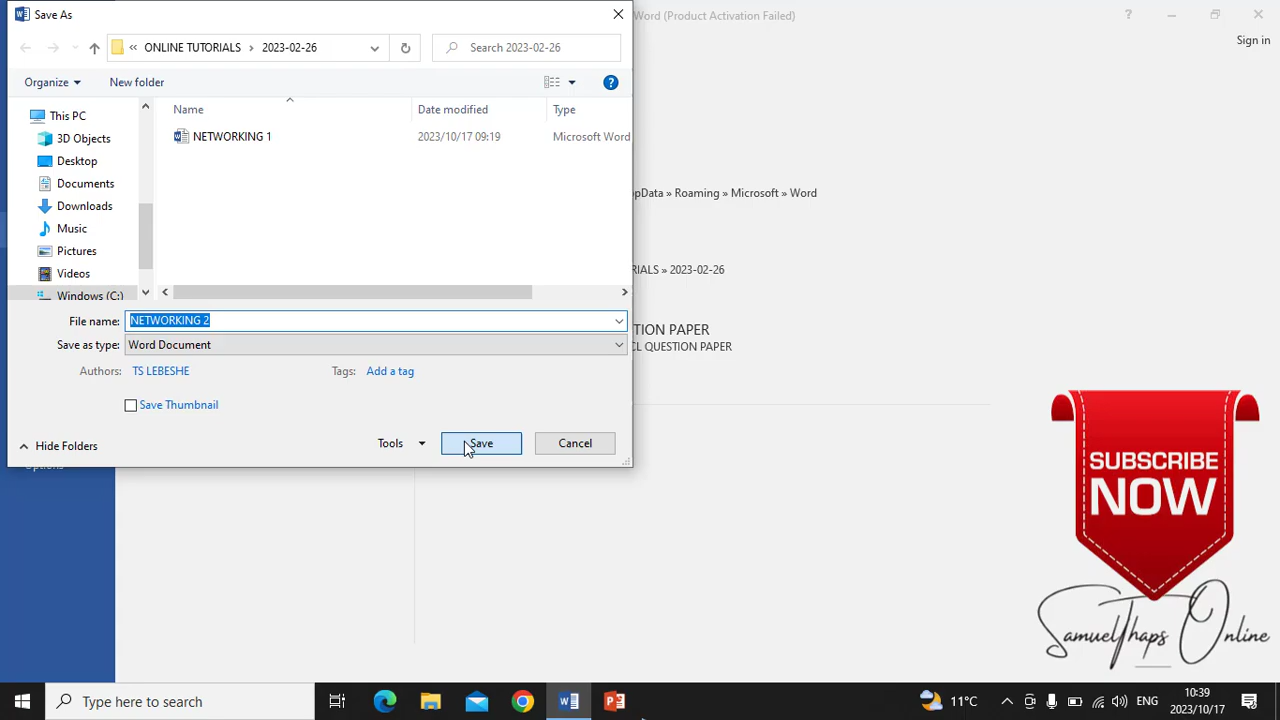 Save As
Word (Product Activation Failed)
Sign in
« ONLINE TUTORIALS › 2023-02-26
Search 2023-02-26
Organize
New folder
Name
Date modified
Type
This PC
3D Objects
Desktop
Documents
Downloads
Music
Pictures
Videos
Windows (C:)
NETWORKING 1
2023/10/17 09:19
Microsoft Word
ppData » Roaming » Microsoft » Word
RIALS » 2023-02-26
File name:
NETWORKING 2
Save as type:
Word Document
TION PAPER
CL QUESTION PAPER
Authors:
TS LEBESHE
Tags:
Add a tag
Save Thumbnail
Hide Folders
Tools
Save
Cancel
SUBSCRIBE
NOW
SamuelThaps Online
Type here to search
11°C
ENG
10:39
2023/10/17